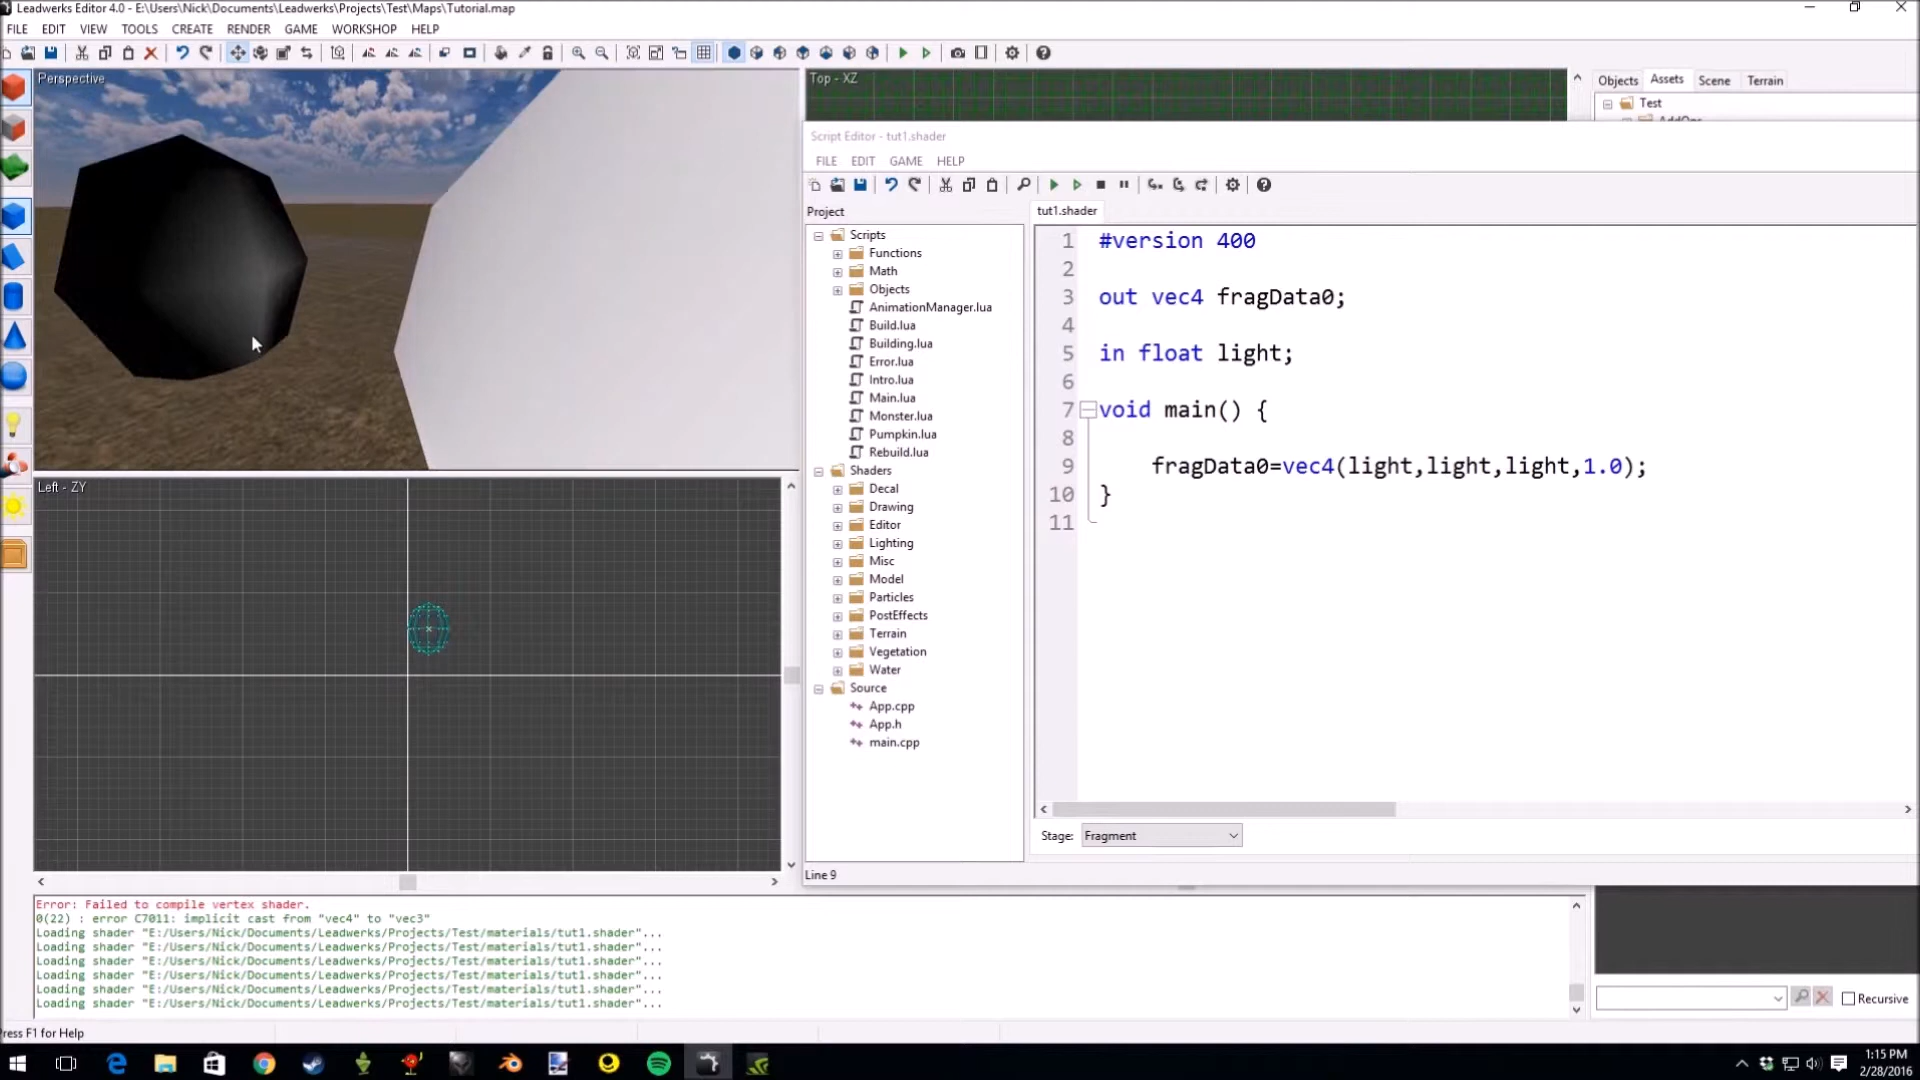 Leadwerks Editor 4.0 - E:\Users\Nick\Documents\Leadwerks\Projects\Test\Maps\Tutorial.map
FILE EDIT VIEW TOOLS CREATE RENDER GAME WORKSHOP HELP
Perspective
Top - XZ
Objects Assets Scene Terrain
Test
AddOns
Script Editor - tut1.shader
FILE EDIT GAME HELP
Project
Scripts
Functions
Math
Objects
AnimationManager.lua
Build.lua
Building.lua
Error.lua
Intro.lua
Main.lua
Monster.lua
Pumpkin.lua
Rebuild.lua
Shaders
Decal
Drawing
Editor
Lighting
Misc
Model
Particles
PostEffects
Terrain
Vegetation
Water
Source
App.cpp
App.h
main.cpp
tut1.shader
1 #version 400
2
3 out vec4 fragData0;
4
5 in float light;
6
7 void main() {
8
9 fragData0=vec4(light,light,light,1.0);
10 }
11
Stage: Fragment
Line 9
Left - ZY
Error: Failed to compile vertex shader.
0(22) : error C7011: implicit cast from "vec4" to "vec3"
Loading shader "E:/Users/Nick/Documents/Leadwerks/Projects/Test/materials/tut1.shader"...
Loading shader "E:/Users/Nick/Documents/Leadwerks/Projects/Test/materials/tut1.shader"...
Loading shader "E:/Users/Nick/Documents/Leadwerks/Projects/Test/materials/tut1.shader"...
Loading shader "E:/Users/Nick/Documents/Leadwerks/Projects/Test/materials/tut1.shader"...
Loading shader "E:/Users/Nick/Documents/Leadwerks/Projects/Test/materials/tut1.shader"...
Loading shader "E:/Users/Nick/Documents/Leadwerks/Projects/Test/materials/tut1.shader"...
Recursive
Press F1 for Help
1:15 PM
2/28/2016